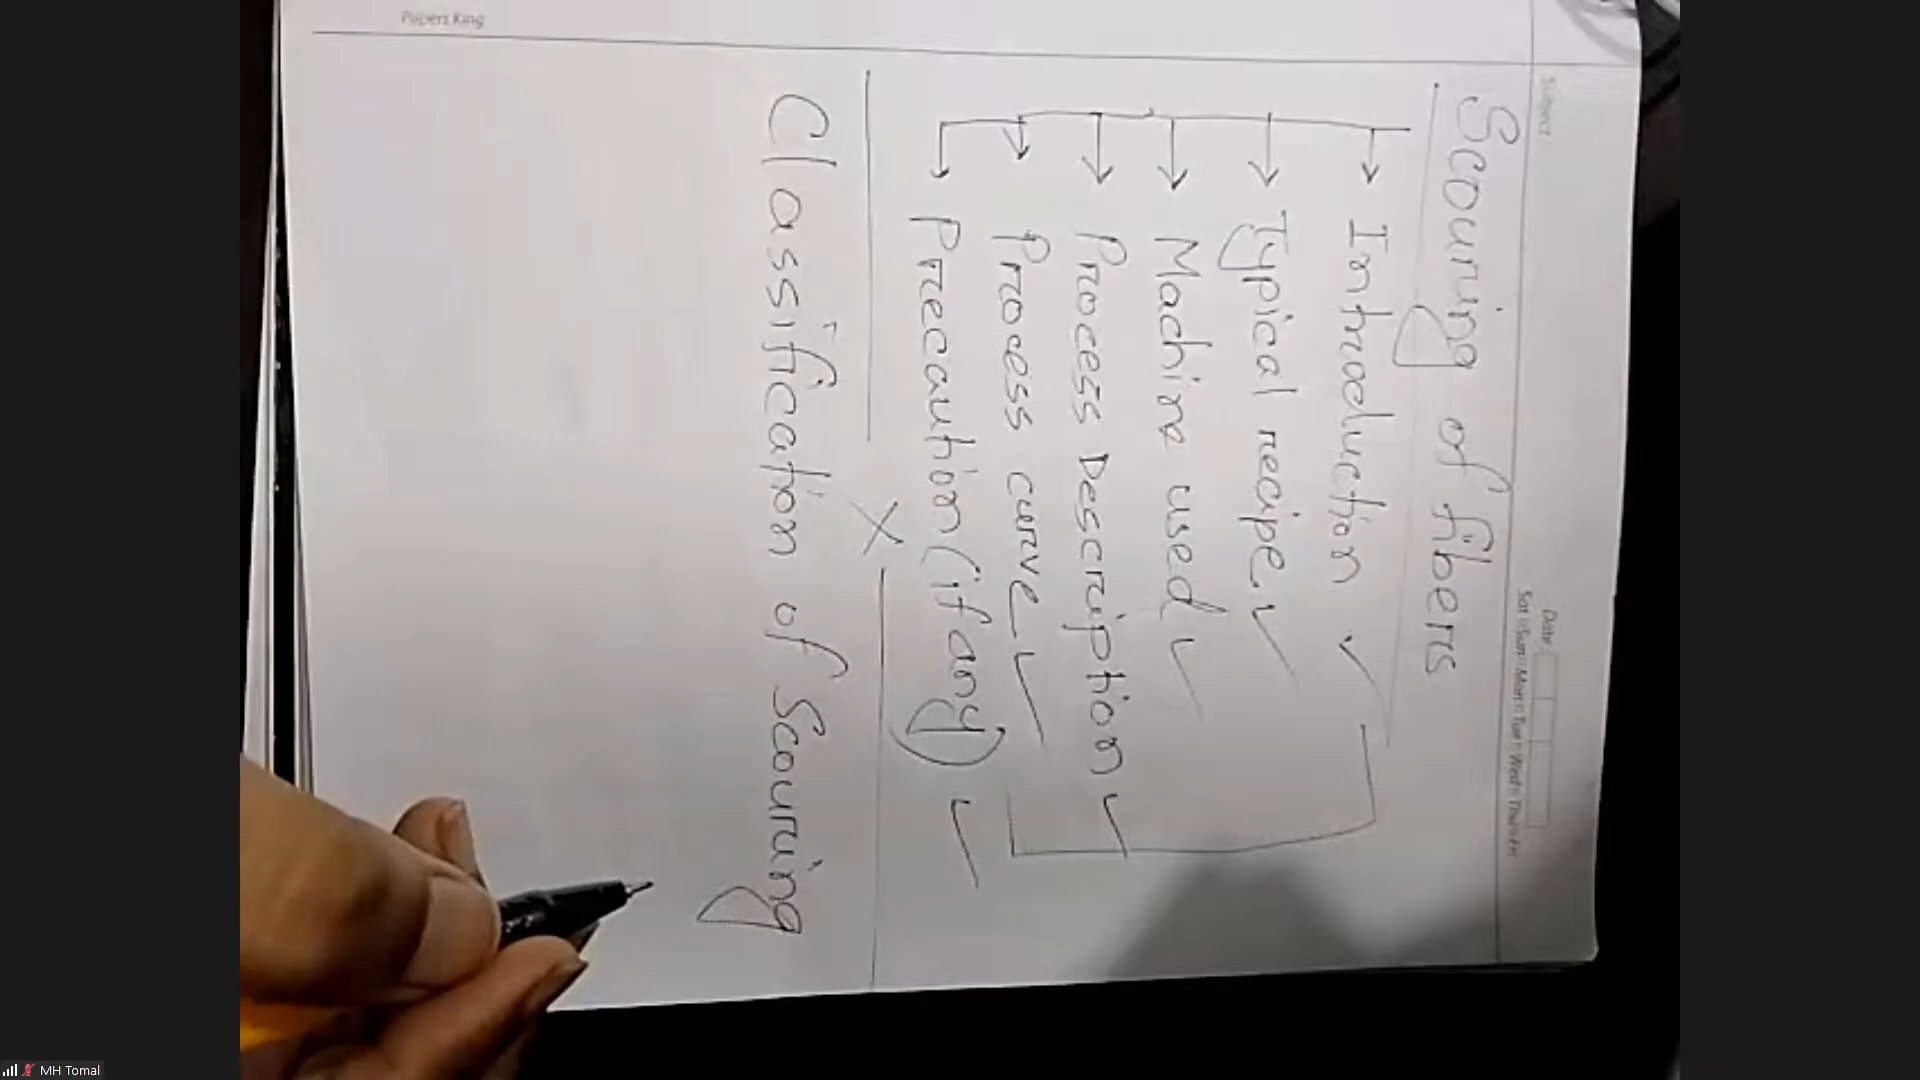 Subject
Date:
Sat Sun Mon Tue Wed Thu Fri
Scouring of fibers
Introduction
Typical recipe
Machine used
Process Description
Process curve
Precaution (if any)
Classification of Scouring
Papers King
MH Tomal